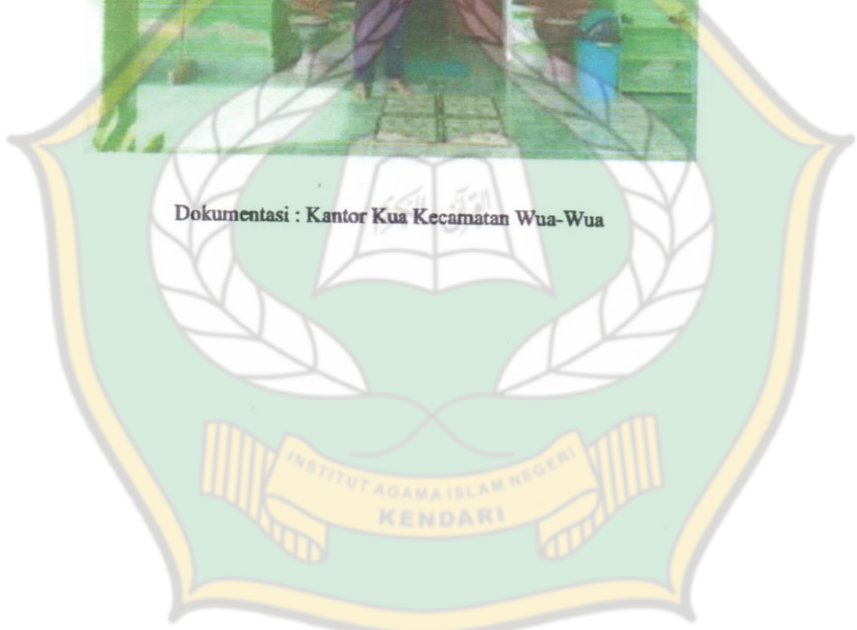 Dokumentasi : Kantor Kua Kecamatan Wua-Wua
INSTITUT AGAMA ISLAM NEGERI
KENDARI